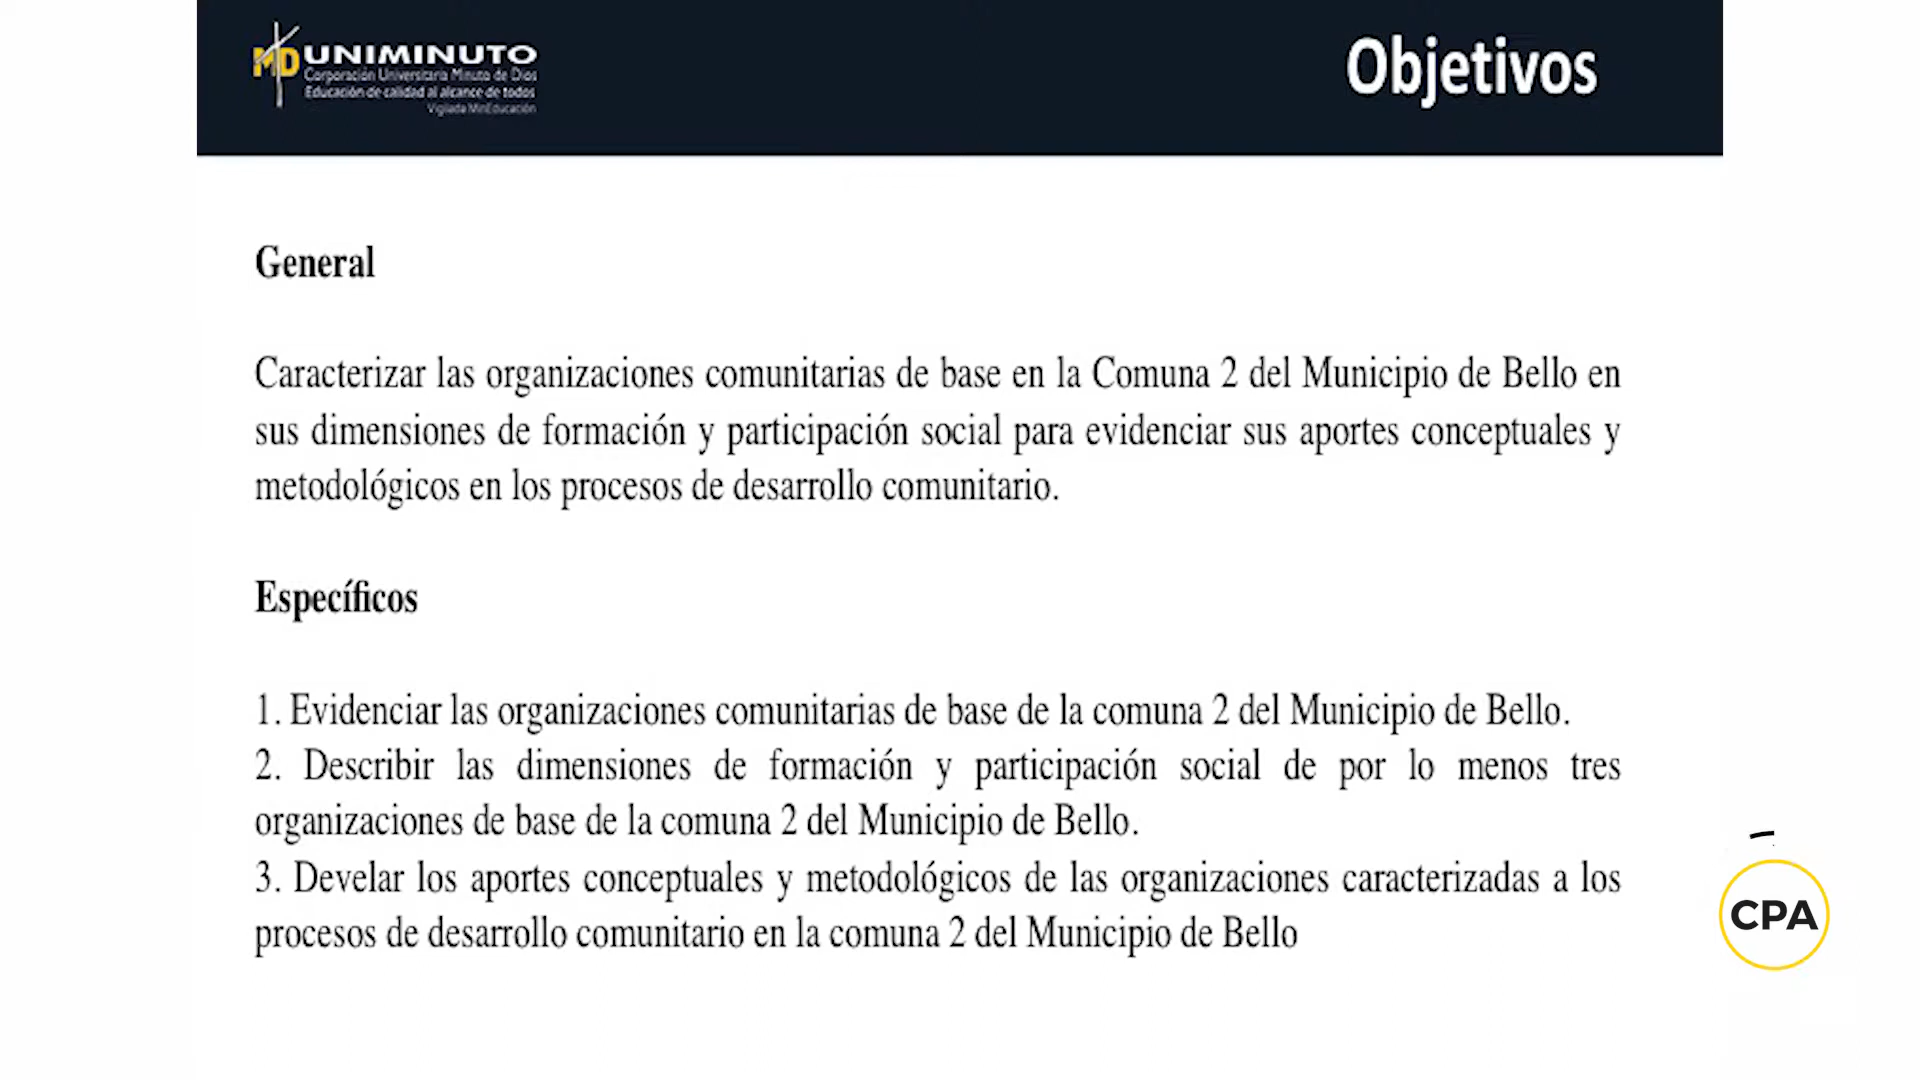 UNIMINUTO
Corporación Universitaria Minuto de Dios
Educación de calidad al alcance de todos
Vigilada MinEducación
Objetivos
General
Caracterizar las organizaciones comunitarias de base en la Comuna 2 del Municipio de Bello en
sus dimensiones de formación y participación social para evidenciar sus aportes conceptuales y
metodológicos en los procesos de desarrollo comunitario.
Específicos
1. Evidenciar las organizaciones comunitarias de base de la comuna 2 del Municipio de Bello.
2. Describir las dimensiones de formación y participación social de por lo menos tres
organizaciones de base de la comuna 2 del Municipio de Bello.
3. Develar los aportes conceptuales y metodológicos de las organizaciones caracterizadas a los
procesos de desarrollo comunitario en la comuna 2 del Municipio de Bello
CPA